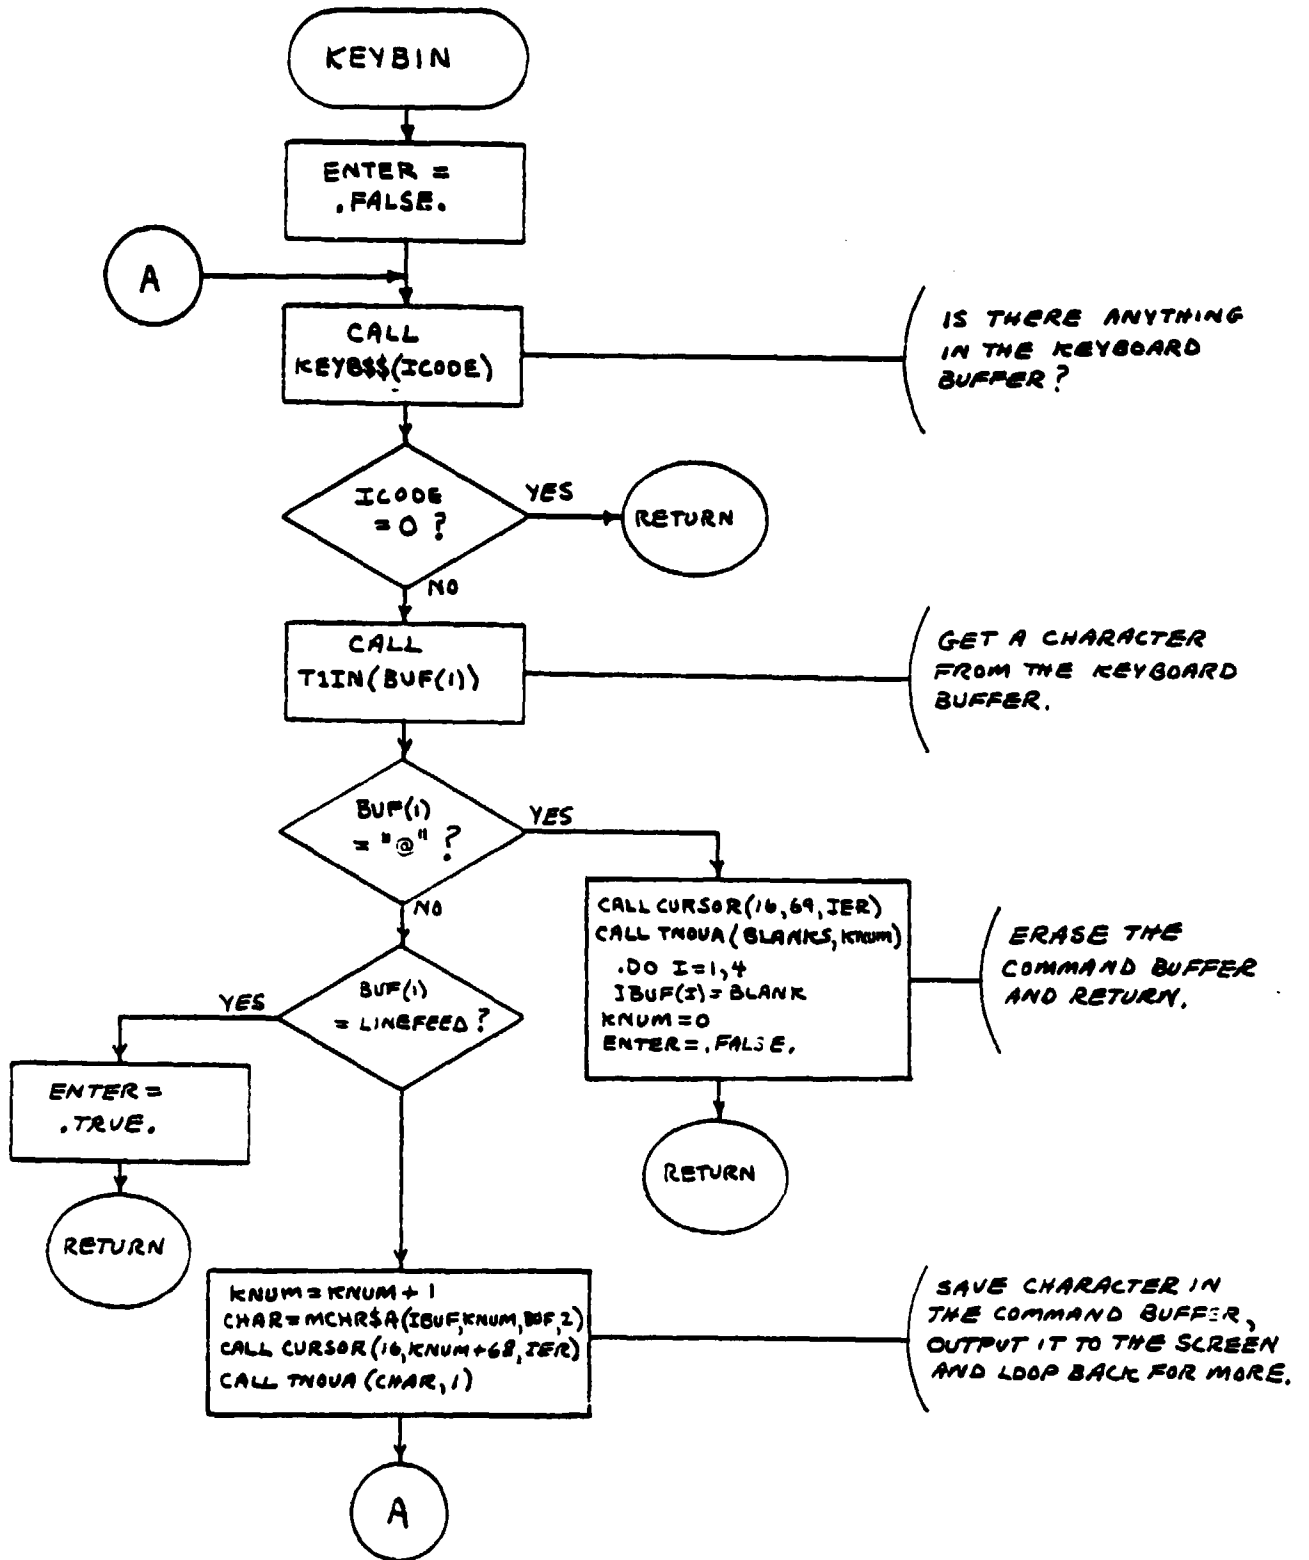 KEYBIN
ENTER =
.FALSE.
A
CALL
KEYB$$(ICODE)
IS THERE ANYTHING
IN THE KEYBOARD
BUFFER?
ICODE
= 0 ?
YES
RETURN
NO
CALL
T1IN(BUF(1))
GET A CHARACTER
FROM THE KEYBOARD
BUFFER.
BUF(1)
= "@" ?
YES
NO
CALL CURSOR(16,69,IER)
CALL TNOUA(BLANKS,KNUM)
.DO I=1,4
IBUF(I)=BLANK
KNUM=0
ENTER=.FALSE.
ERASE THE
COMMAND BUFFER
AND RETURN.
RETURN
BUF(1)
= LINEFEED ?
YES
ENTER =
.TRUE.
RETURN
KNUM=KNUM+1
CHAR=MCHR$A(IBUF,KNUM,BUF,2)
CALL CURSOR(16,KNUM+68,IER)
CALL TNOUA(CHAR,1)
SAVE CHARACTER IN
THE COMMAND BUFFER,
OUTPUT IT TO THE SCREEN
AND LOOP BACK FOR MORE.
A